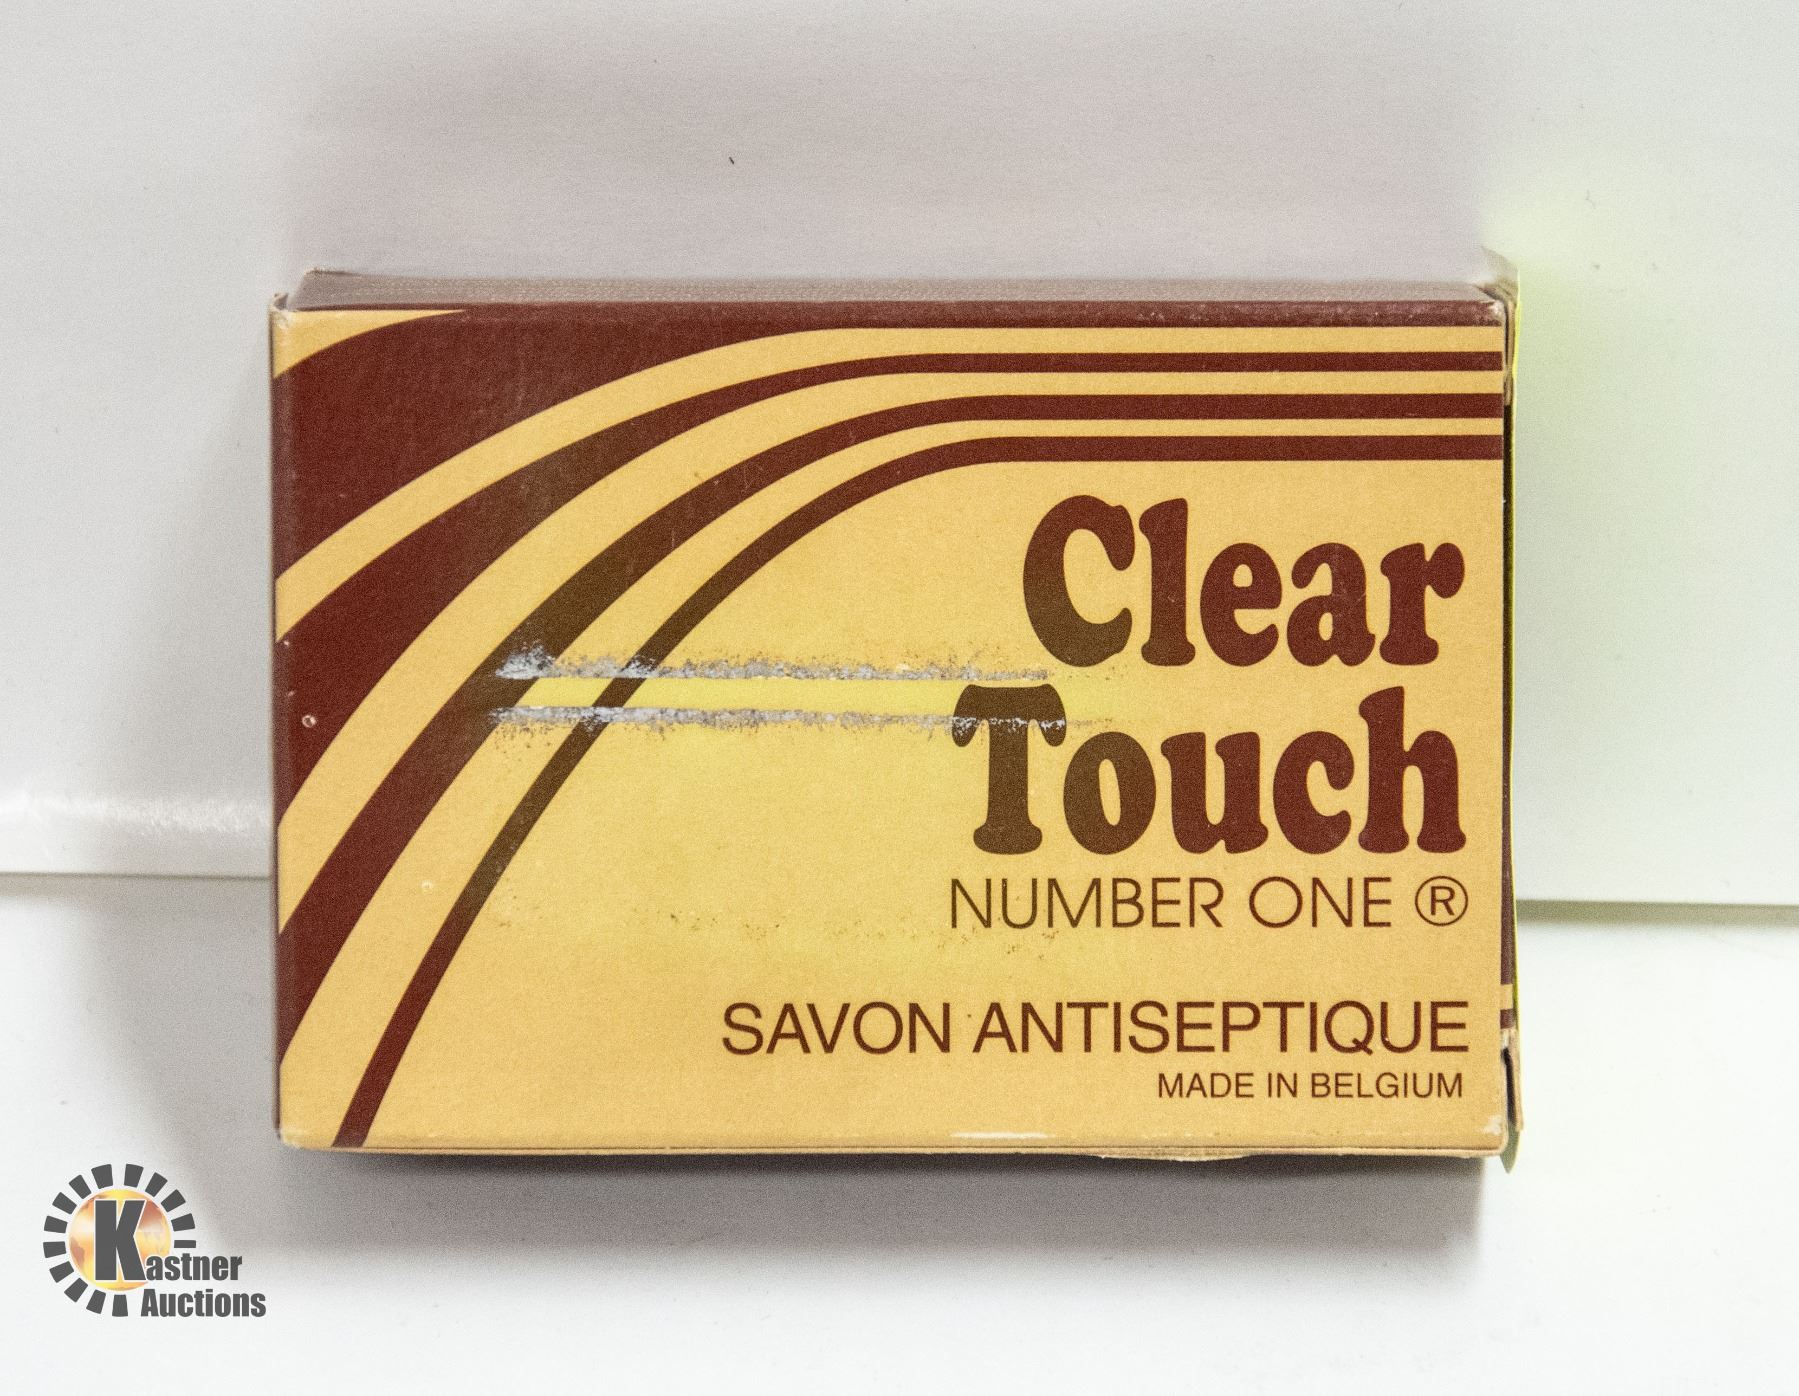 Clear
Touch
NUMBER ONE ®
SAVON ANTISEPTIQUE
MADE IN BELGIUM
Kastner
Auctions